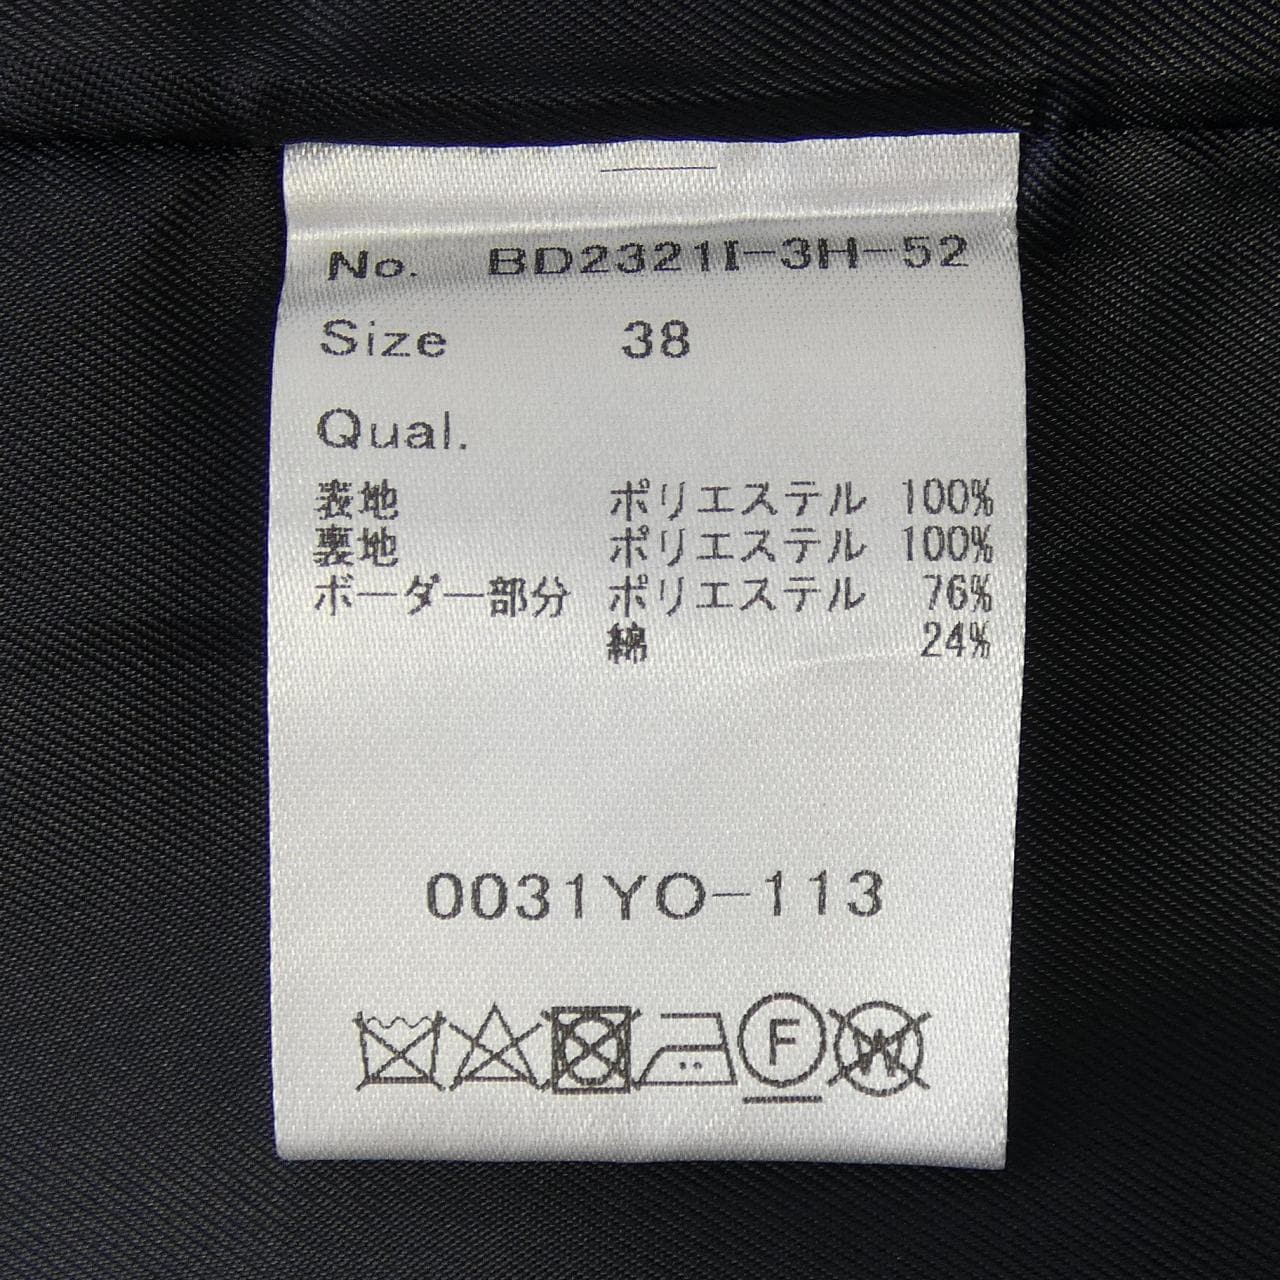 No. BD2321I-3H-52
Size 38
Qual.
表地 ポリエステル 100%
裏地 ポリエステル 100%
ボーダー部分 ポリエステル 76%
綿 24%
0031YO-113
F W